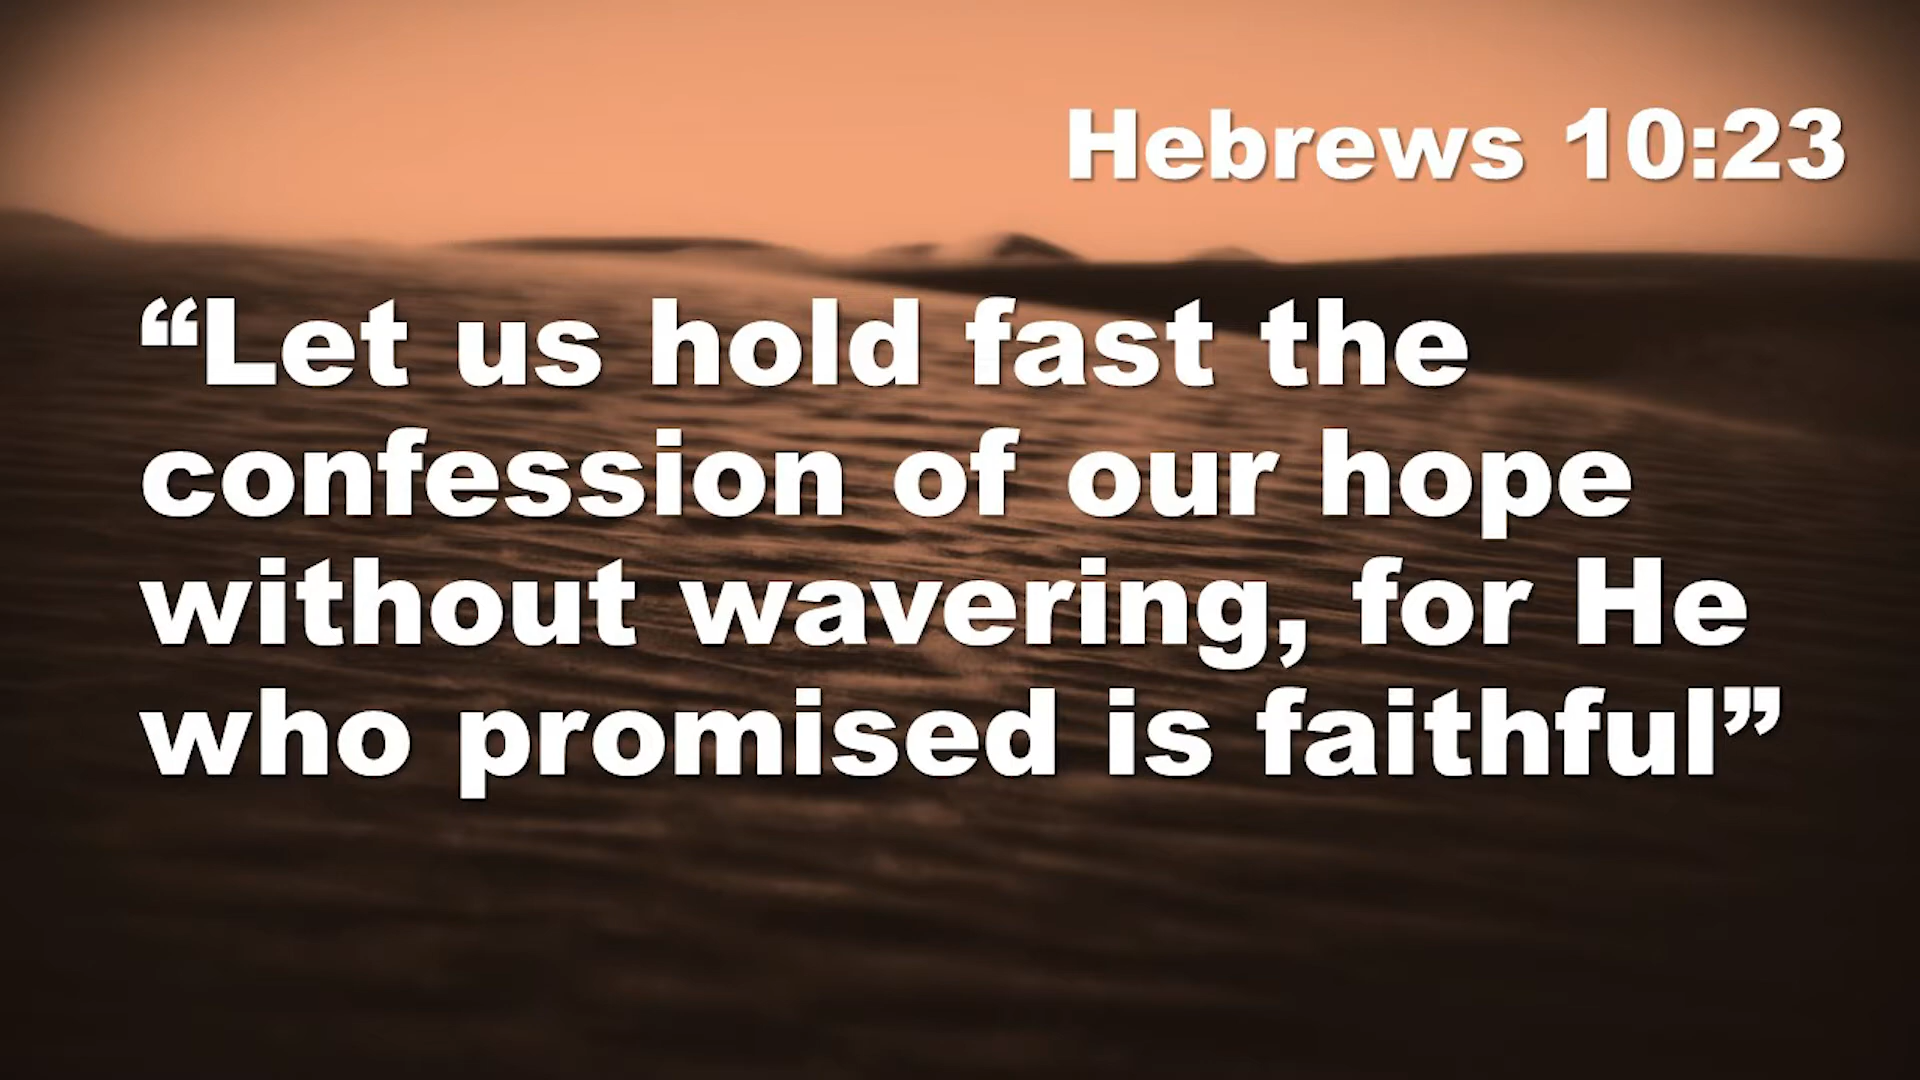 Hebrews 10:23
“Let us hold fast the
confession of our hope
without wavering, for He
who promised is faithful”